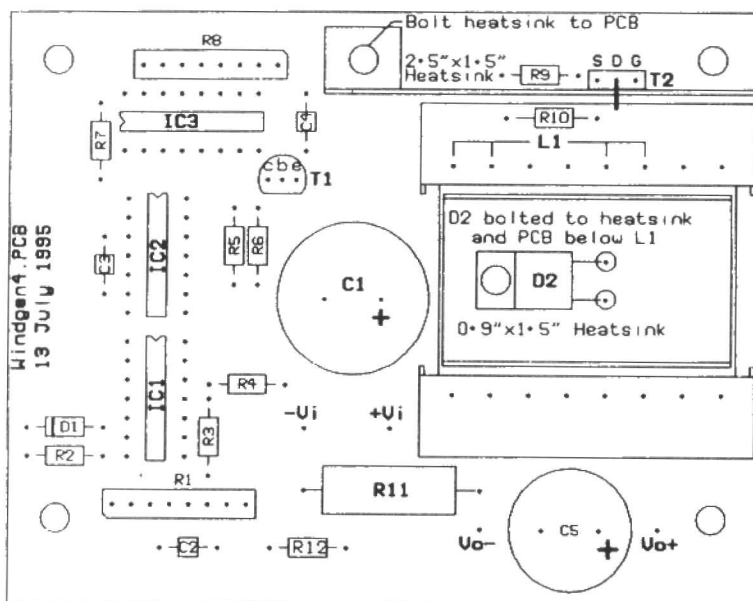 Bolt heatsink to PCB
R8
2.5"x1.5"
Heatsink
R9
S D G
T2
R7
IC3
C4
R10
L1
cbe
T1
Windgen4.PCB
13 July 1995
C3
IC2
R5
R6
C1
+
D2 bolted to heatsink
and PCB below L1
D2
0.9"x1.5" Heatsink
IC1
R4
-Vi
+Vi
D1
R2
R3
R1
R11
C2
R12
Vo-
C5
+
Vo+